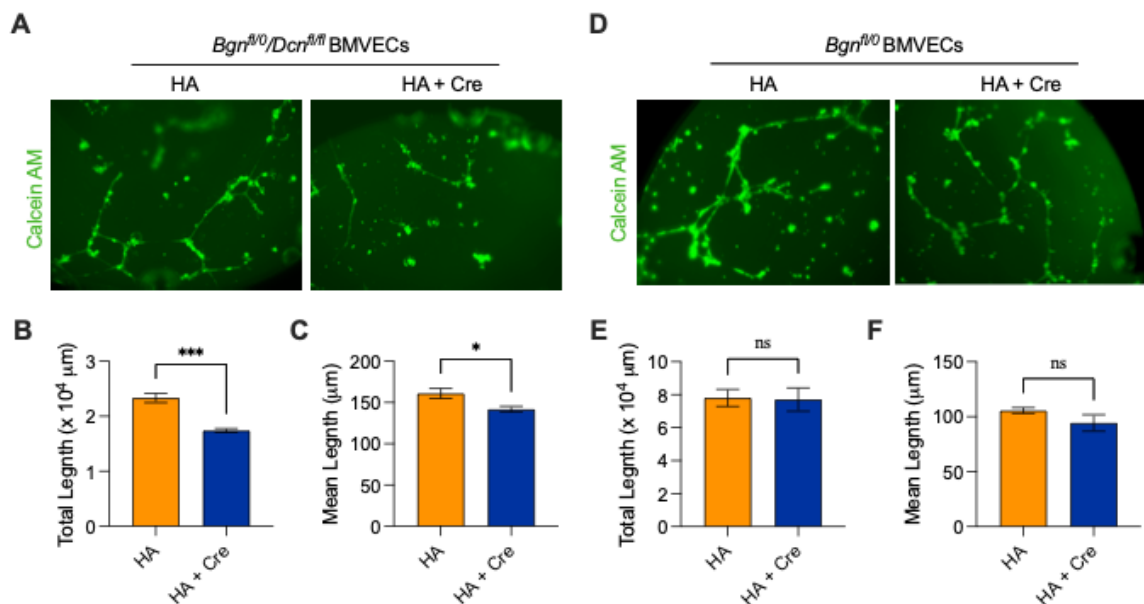 A
Bgnfl/0/Dcnfl/fl BMVECs
HA
HA + Cre
Calcein AM
D
Bgnfl/0 BMVECs
HA
HA + Cre
Calcein AM
B
Total Legnth (x 10⁴ μm)
3
2
1
0
***
HA
HA + Cre
C
Mean Legnth (μm)
200
150
100
50
0
*
HA
HA + Cre
E
Total Legnth (x 10⁴ μm)
10
8
6
4
2
0
ns
HA
HA + Cre
F
Mean Legnth (μm)
150
100
50
0
ns
HA
HA + Cre